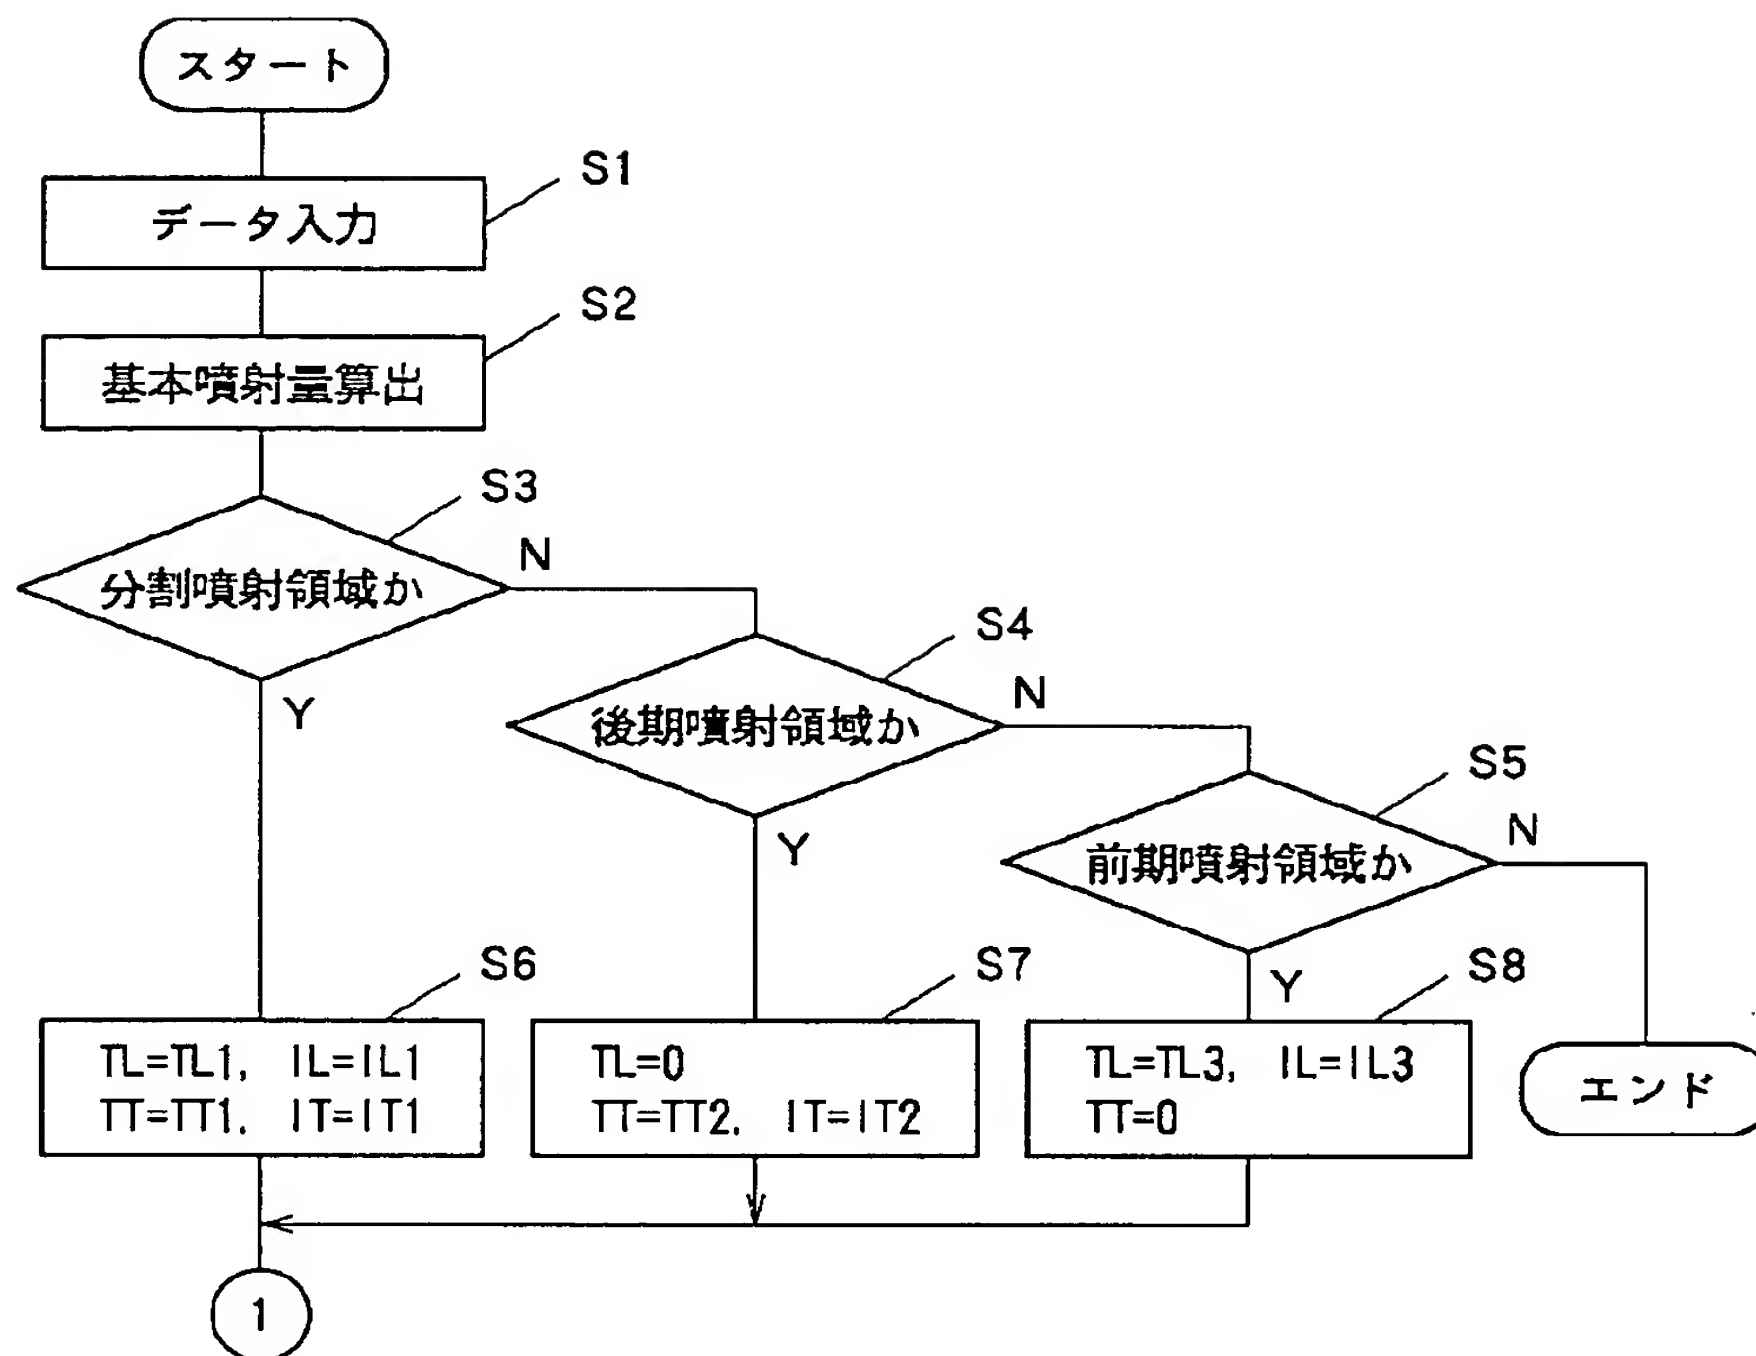 スタート
S1
データ入力
S2
基本噴射量算出
S3
分割噴射領域か
N
Y
S4
後期噴射領域か
N
Y
S5
前期噴射領域か
N
Y
S6
TL=TL1, IL=IL1
TT=TT1, IT=IT1
S7
TL=0
TT=TT2, IT=IT2
S8
TL=TL3, IL=IL3
TT=0
エンド
1